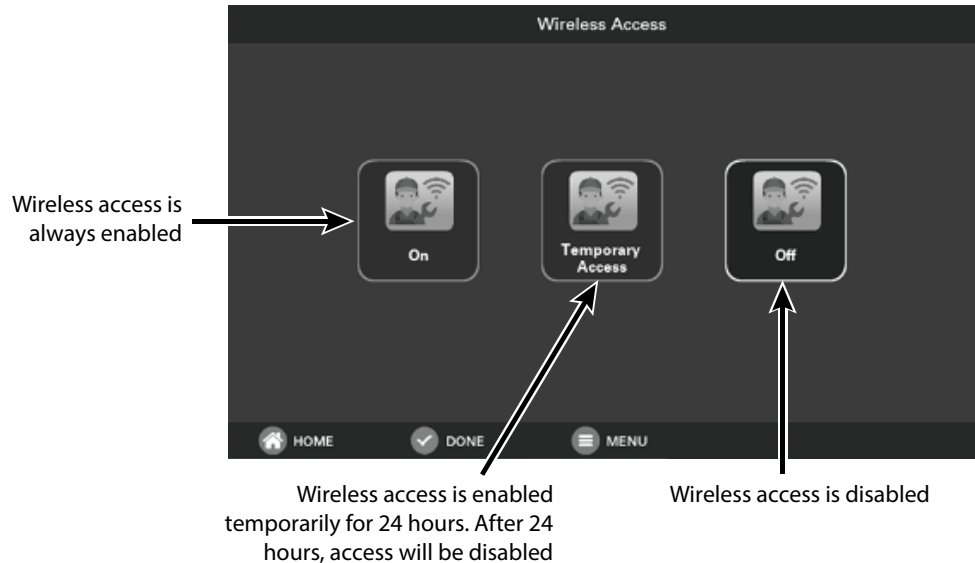 Wireless Access
Wireless access is
always enabled
On
Temporary
Access
Off
HOME
DONE
MENU
Wireless access is enabled
temporarily for 24 hours. After 24
hours, access will be disabled
Wireless access is disabled